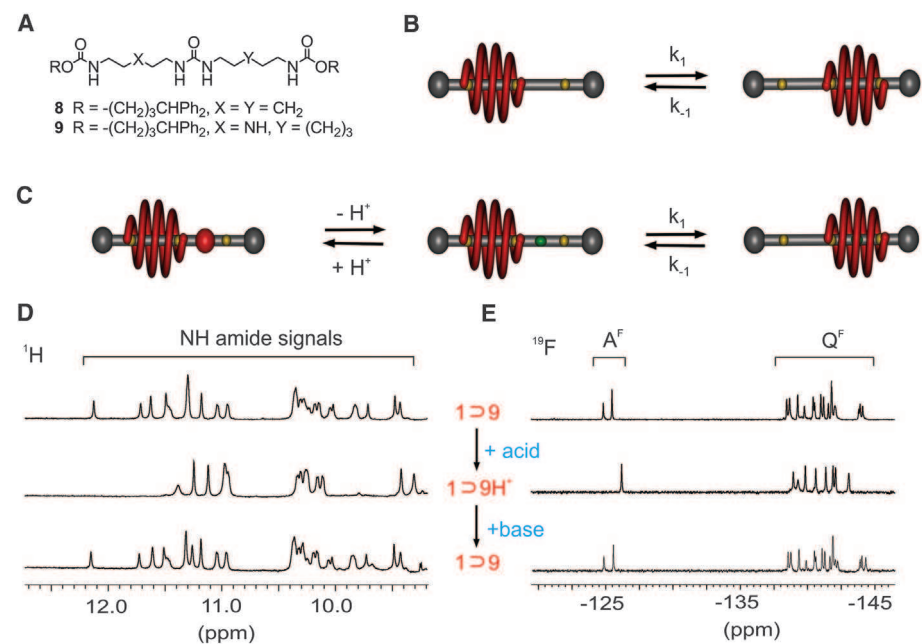 A
RO
O
N
H
X
N
H
O
N
H
Y
N
H
O
OR
8 R = -(CH₂)₃CHPh₂, X = Y = CH₂
9 R = -(CH₂)₃CHPh₂, X = NH, Y = (CH₂)₃
B
k₁
k₋₁
C
- H⁺
+ H⁺
k₁
k₋₁
D
¹H
NH amide signals
1⊃9
+ acid
1⊃9H⁺
+base
1⊃9
12.0 11.0 10.0
(ppm)
E
¹⁹F
Aᶠ
Qᶠ
-125 -135 -145
(ppm)